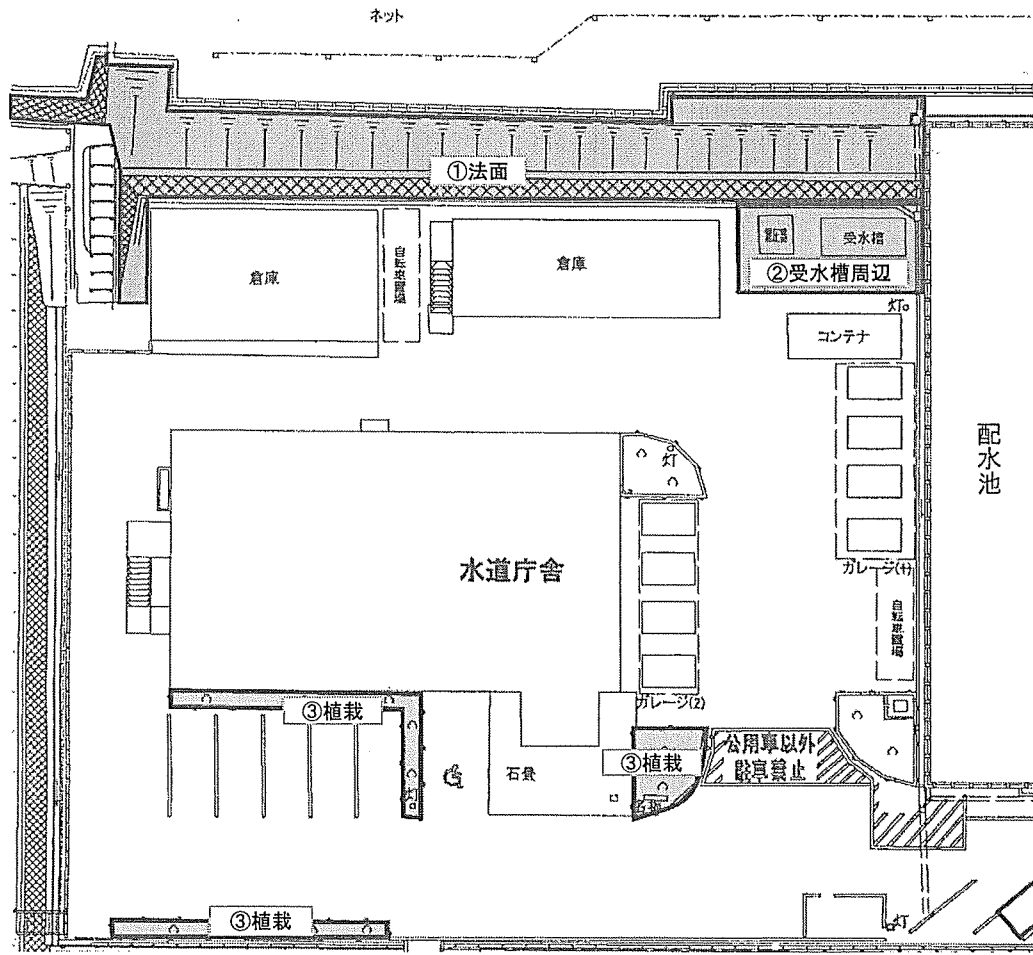 ネット
①法面
倉庫
自転車置場
倉庫
受水槽
②受水槽周辺
灯
コンテナ
配水池
灯
水道庁舎
ガレージ(1)
自転車置場
ガレージ(2)
③植栽
石畳
③植栽
公用車以外
駐車禁止
灯
③植栽
灯